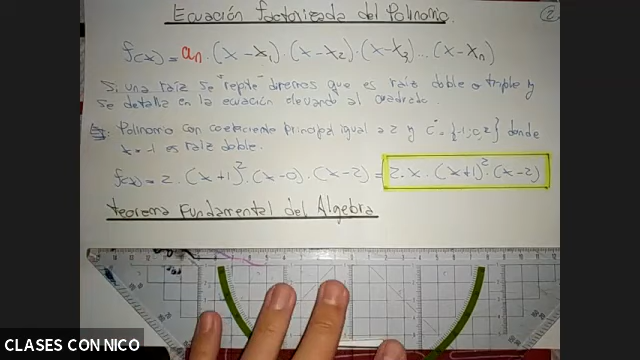 Ecuación factorizada del Polinomio.
2
f(x) = an · (x - x1) · (x - x2) · (x - x3) ... (x - xn)
Si una raíz se "repite" diremos que es raíz doble o triple y
se detalla en la ecuación elevando al cuadrado.
Ej. Polinomio con coeficiente principal igual a 2 y C° = {-1; 0; 2} donde
x = -1 es raíz doble.
f(x) = 2 · (x+1)² · (x-0) · (x-2) = 2·x · (x+1)² · (x-2)
Teorema Fundamental del Álgebra
CLASES CON NICO